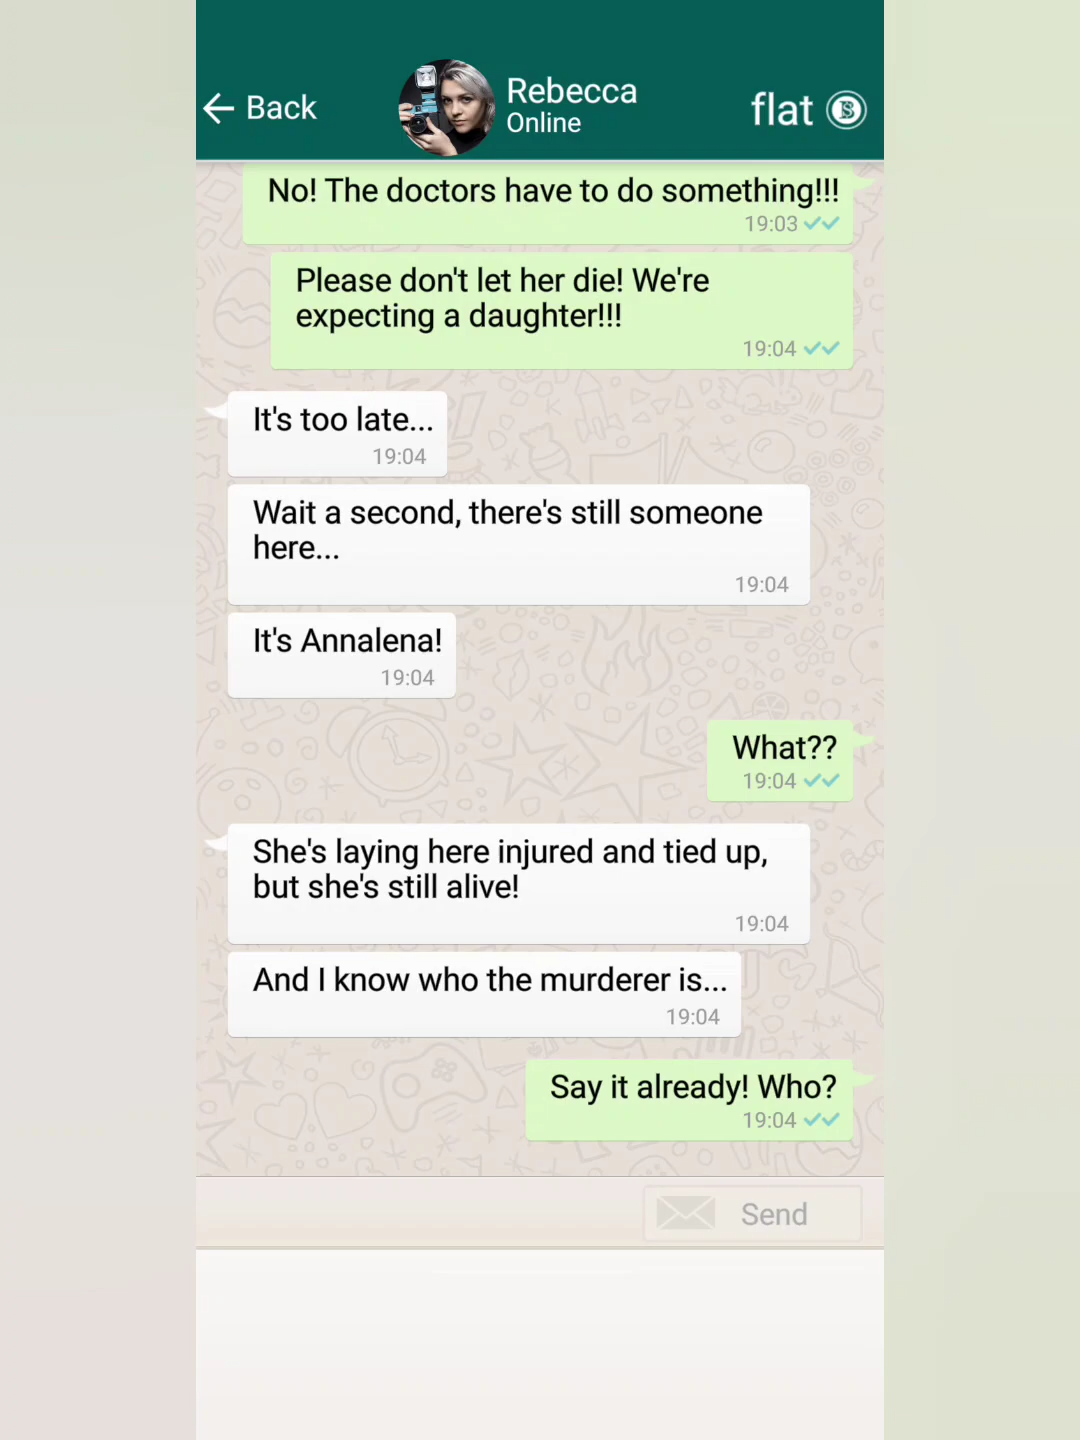 Back
Rebecca
Online
flat
No! The doctors have to do something!!!
19:03
Please don't let her die! We're
expecting a daughter!!!
19:04
It's too late...
19:04
Wait a second, there's still someone
here...
19:04
It's Annalena!
19:04
What??
19:04
She's laying here injured and tied up,
but she's still alive!
19:04
And I know who the murderer is...
19:04
Say it already! Who?
19:04
Send